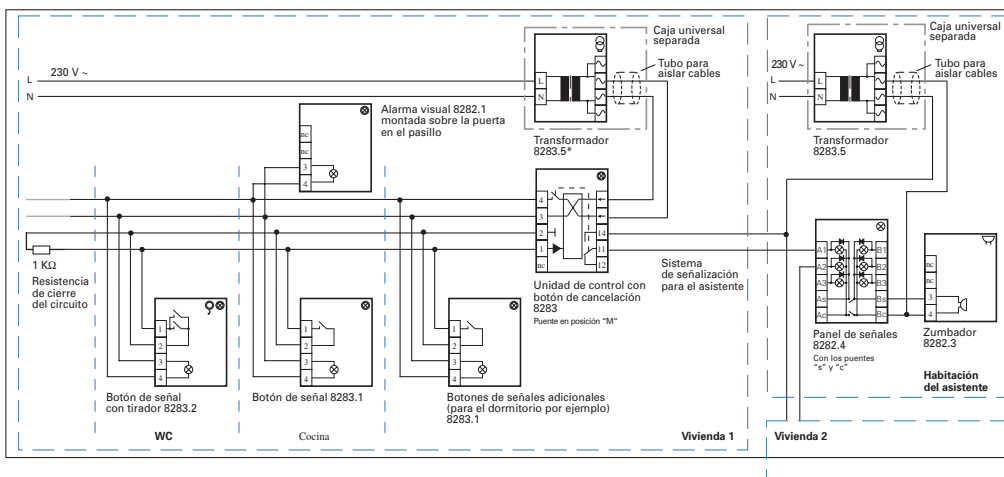 L
230 V ~
N
Caja universal
separada
Tubo para
aislar cables
L
N
Transformador
8283.5*
Alarma visual 8282.1
montada sobre la puerta
en el pasillo
nc
nc
3
4
230 V ~
L
N
Caja universal
separada
Tubo para
aislar cables
L
N
Transformador
8283.5
4
3
2
1
nc
14
11
12
Unidad de control con
botón de cancelación
8283
Puente en posición "M"
Sistema
de señalización
para el asistente
A1
A2
A3
As
Ac
B1
B2
B3
Bs
Bc
Panel de señales
8282.4
Con los puentes
"s" y "c"
nc
nc
3
4
Zumbador
8282.3
Habitación
del asistente
1 KΩ
Resistencia
de cierre
del circuito
1
2
3
4
Botón de señal
con tirador 8283.2
WC
1
2
3
4
Botón de señal 8283.1
Cocina
1
2
3
4
Botones de señales adicionales
(para el dormitorio por ejemplo)
8283.1
Vivienda 1
Vivienda 2